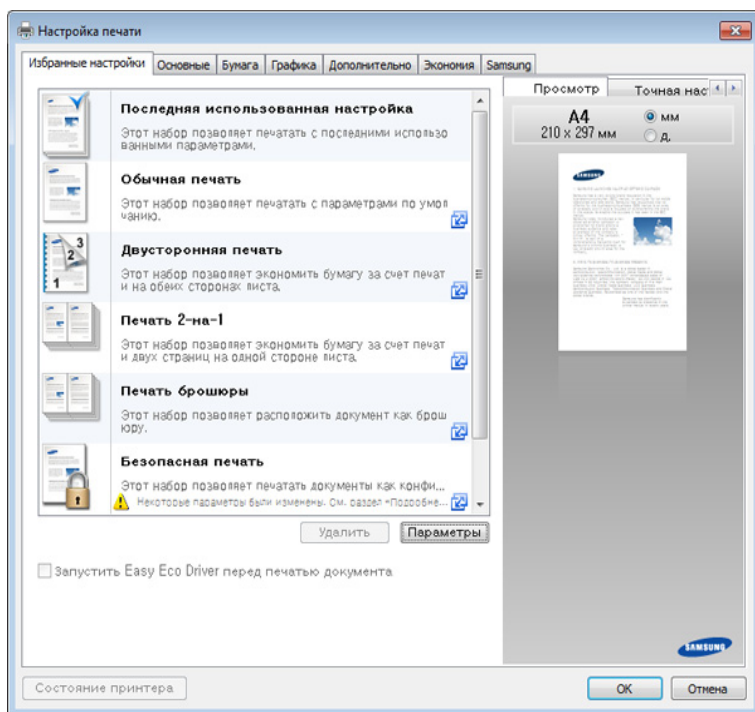 Настройка печати
Избранные настройки Основные Бумага Графика Дополнительно Экономия Samsung
Последняя использованная настройка
Этот набор позволяет печатать с последними использо
ванными параметрами.
Обычная печать
Этот набор позволяет печатать с параметрами по умол
чанию.
Двусторонняя печать
Этот набор позволяет экономить бумагу за счет печат
и на обеих сторонах листа.
Печать 2-на-1
Этот набор позволяет экономить бумагу за счет печат
и двух страниц на одной стороне листа.
Печать брошюры
Этот набор позволяет расположить документ как брош
юру.
Безопасная печать
Этот набор позволяет печатать документы как конфи...
Некоторые параметры были изменены. См. раздел «Подробне...
Удалить Параметры
Запустить Easy Eco Driver перед печатью документа
Состояние принтера
Просмотр Точная нас
A4
210 x 297 мм
мм
д.
SAMSUNG
SAMSUNG
OK Отмена